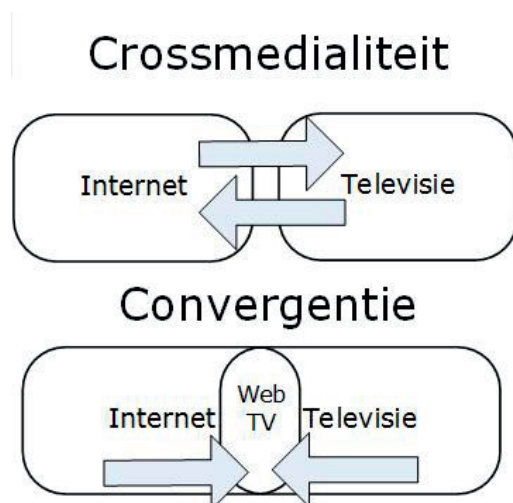 Crossmedialiteit
Internet
Televisie
Convergentie
Web
TV
Internet
Televisie